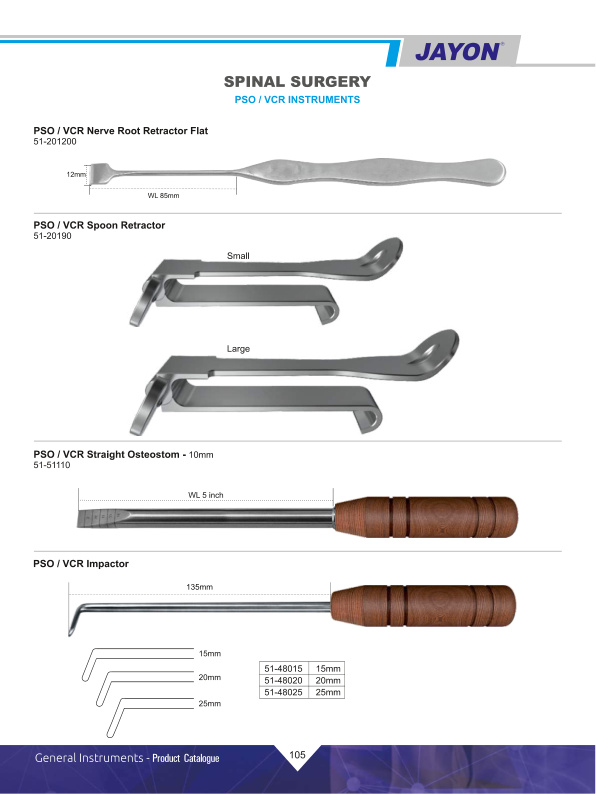 JAYON®
SPINAL SURGERY
PSO / VCR INSTRUMENTS
PSO / VCR Nerve Root Retractor Flat
51-201200
12mm
WL 85mm
PSO / VCR Spoon Retractor
51-20190
Small
Large
PSO / VCR Straight Osteostom - 10mm
51-51110
WL 5 inch
PSO / VCR Impactor
135mm
15mm
20mm
25mm
51-48015 15mm
51-48020 20mm
51-48025 25mm
General Instruments - Product Catalogue
105